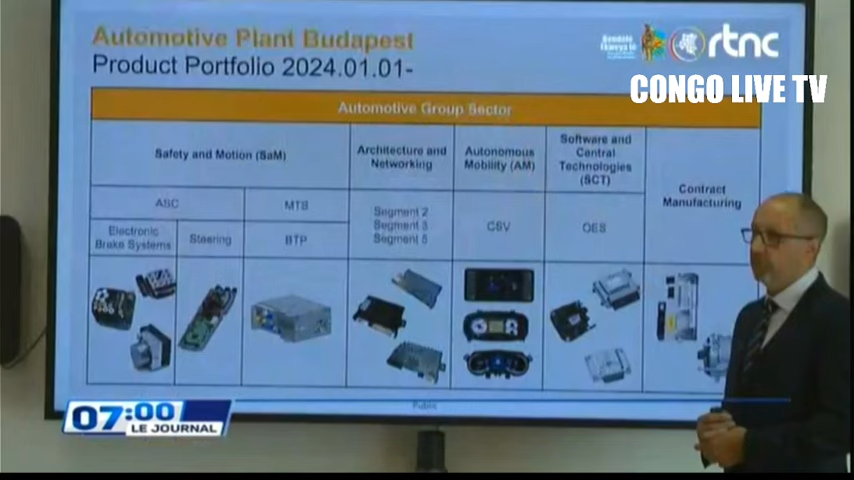 Automotive Plant Budapest
Product Portfolio 2024.01.01-
rtnc
CONGO LIVE TV
Automotive Group Sector
Safety and Motion (SaM)
Architecture and
Networking
Autonomous
Mobility (AM)
Software and
Central
Technologies
(SCT)
Contract
Manufacturing
ASC
MTB
Segment 2
Segment 3
Segment 5
CSV
OES
Electronic
Brake Systems
Steering
BTP
Public
07:00
LE JOURNAL